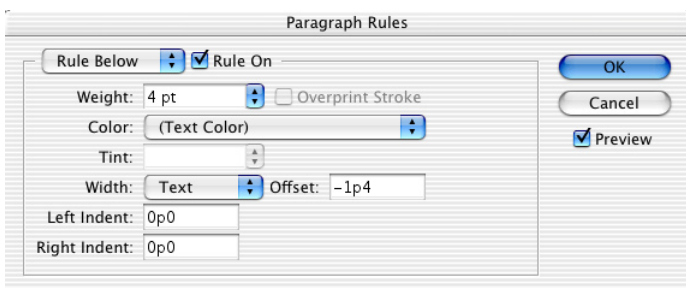 Paragraph Rules
Rule Below Rule On
OK
Weight: 4 pt Overprint Stroke
Cancel
Color: (Text Color)
Preview
Tint:
Width: Text Offset: -1p4
Left Indent: 0p0
Right Indent: 0p0